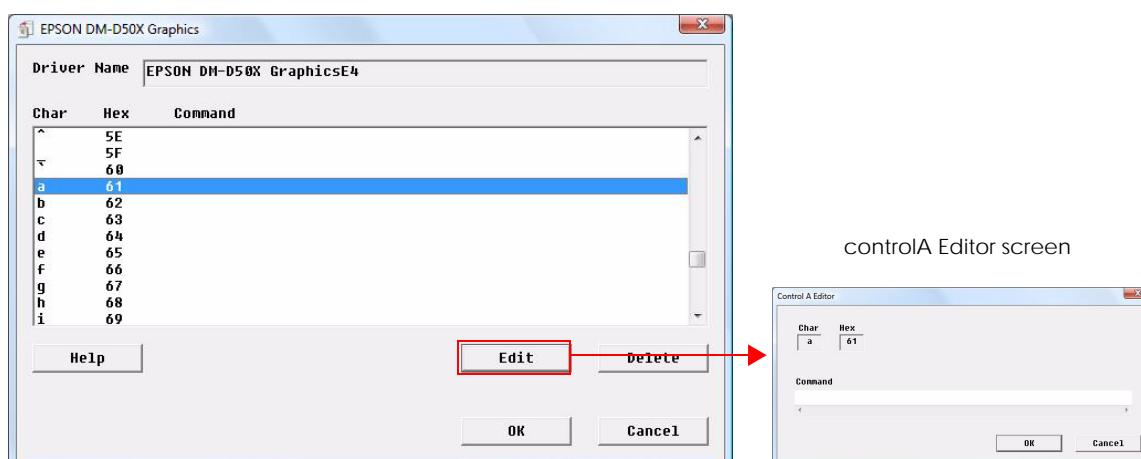 EPSON DM-D50X Graphics
Driver Name EPSON DM-D50X GraphicsE4
Char Hex Command
^ 5E
_ 5F
` 60
a 61
b 62
c 63
d 64
e 65
f 66
g 67
h 68
i 69
Help Edit Delete
OK Cancel
controlA Editor screen
Control A Editor
Char Hex
a 61
Command
OK Cancel